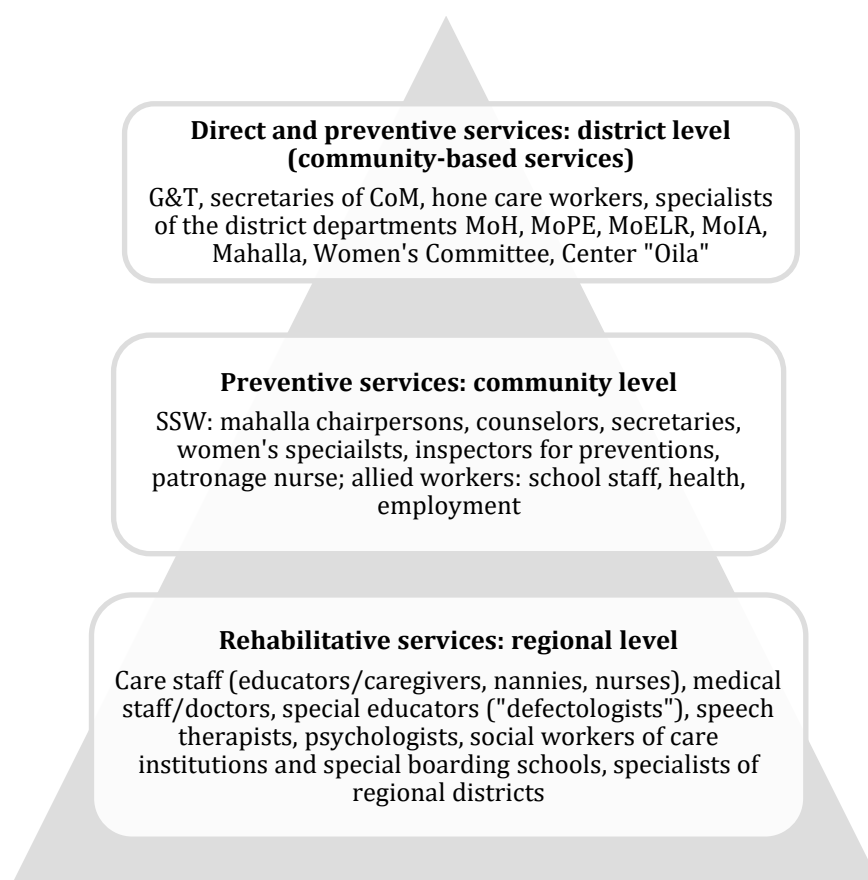 Direct and preventive services: district level
(community-based services)
G&T, secretaries of CoM, hone care workers, specialists
of the district departments MoH, MoPE, MoELR, MoIA,
Mahalla, Women's Committee, Center "Oila"
Preventive services: community level
SSW: mahalla chairpersons, counselors, secretaries,
women's speciailsts, inspectors for preventions,
patronage nurse; allied workers: school staff, health,
employment
Rehabilitative services: regional level
Care staff (educators/caregivers, nannies, nurses), medical
staff/doctors, special educators ("defectologists"), speech
therapists, psychologists, social workers of care
institutions and special boarding schools, specialists of
regional districts